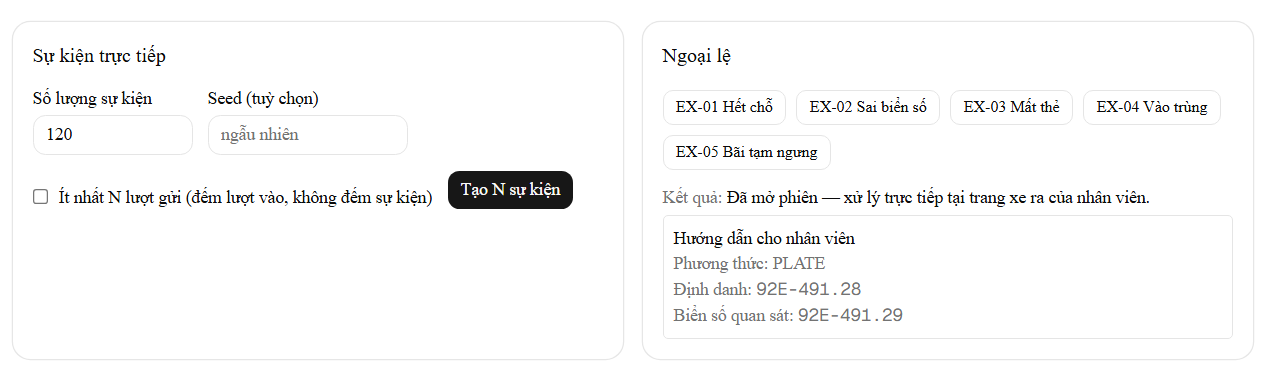 Sự kiện trực tiếp
Số lượng sự kiện
Seed (tuỳ chọn)
120
ngẫu nhiên
Ít nhất N lượt gửi (đếm lượt vào, không đếm sự kiện)
Tạo N sự kiện
Ngoại lệ
EX-01 Hết chỗ
EX-02 Sai biển số
EX-03 Mất thẻ
EX-04 Vào trùng
EX-05 Bãi tạm ngưng
Kết quả: Đã mở phiên — xử lý trực tiếp tại trang xe ra của nhân viên.
Hướng dẫn cho nhân viên
Phương thức: PLATE
Định danh: 92E-491.28
Biển số quan sát: 92E-491.29